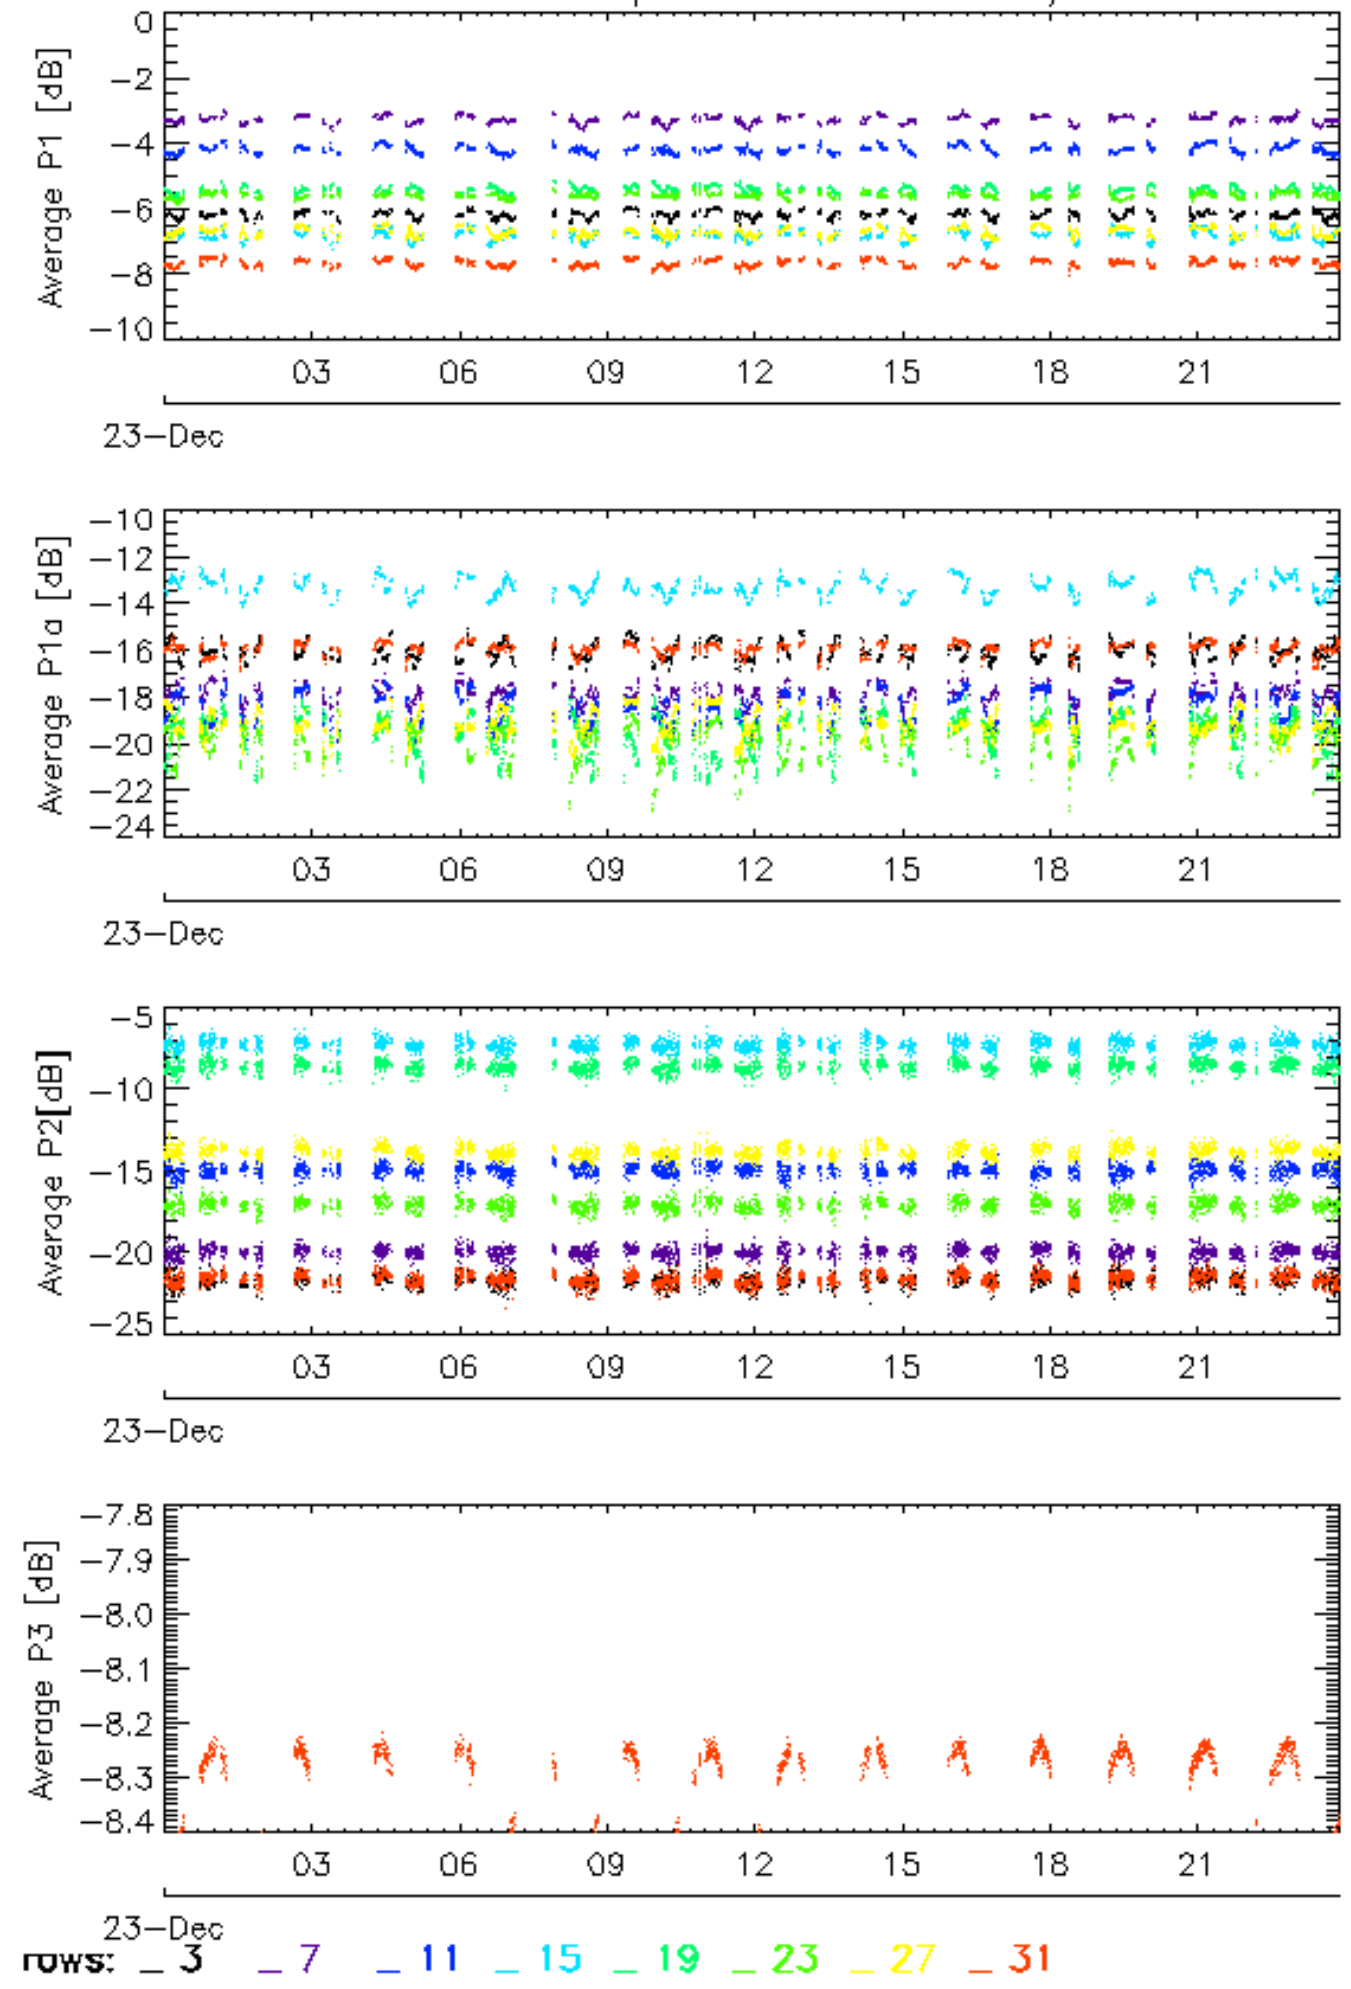 0
-2
-4
-6
-8
-10
Average P1 [dB]
03 06 09 12 15 18 21
23-Dec
-10
-12
-14
-16
-18
-20
-22
-24
Average P1a [dB]
03 06 09 12 15 18 21
23-Dec
-5
-10
-15
-20
-25
Average P2[dB]
03 06 09 12 15 18 21
23-Dec
-7.8
-7.9
-8.0
-8.1
-8.2
-8.3
-8.4
Average P3 [dB]
03 06 09 12 15 18 21
23-Dec
rows: _ 3 _ 7 _ 11 _ 15 _ 19 _ 23 _ 27 _ 31